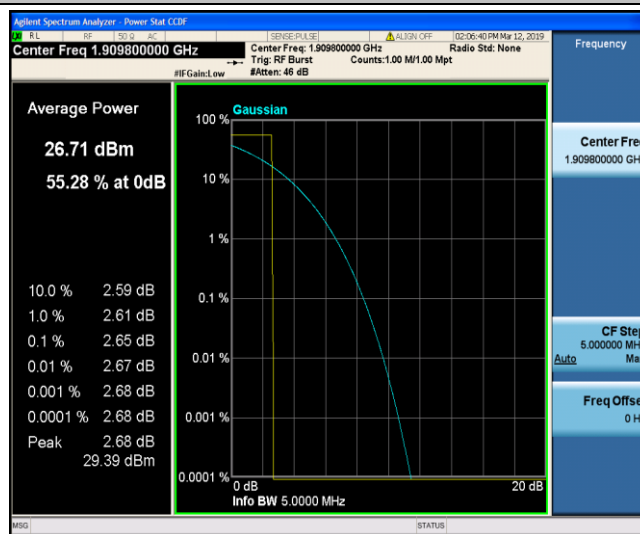 Agilent Spectrum Analyzer - Power Stat CCDF
RL RF 50 Ω AC SENSE:PULSE ALIGN OFF 02:06:40 PM Mar 12, 2019
Center Freq 1.909800000 GHz
Center Freq: 1.909800000 GHz Radio Std: None
Trig: RF Burst Counts:1.00 M/1.00 Mpt
#IFGain:Low #Atten: 46 dB
Frequency
Average Power
26.71 dBm
55.28 % at 0dB
10.0 % 2.59 dB
1.0 % 2.61 dB
0.1 % 2.65 dB
0.01 % 2.67 dB
0.001 % 2.68 dB
0.0001 % 2.68 dB
Peak 2.68 dB
29.39 dBm
Gaussian
100 %
10 %
1 %
0.1 %
0.01 %
0.001 %
0.0001 %
0 dB 20 dB
Info BW 5.0000 MHz
Center Fre
1.909800000 GH
CF Ste
5.000000 MH
Auto Ma
Freq Offse
0 H
MSG STATUS